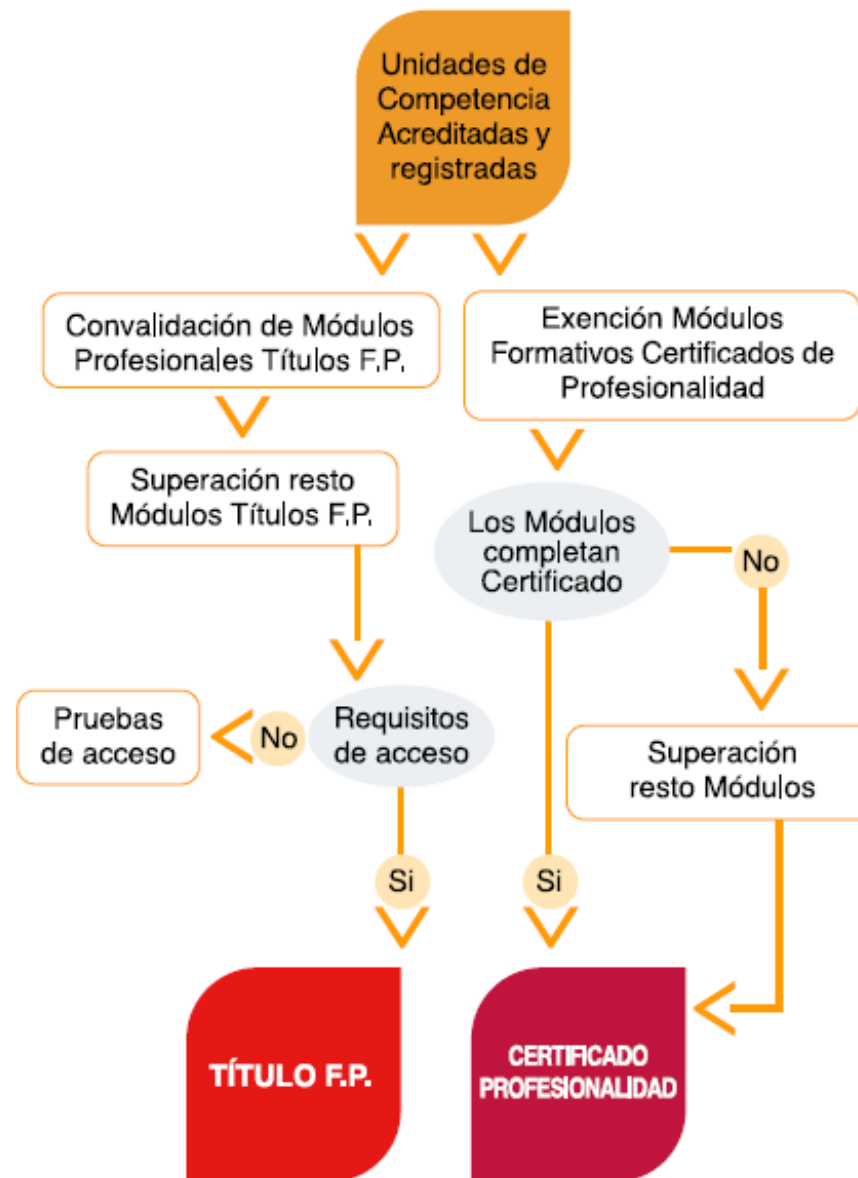 Unidades de
Competencia
Acreditadas y
registradas
Convalidación de Módulos
Profesionales Títulos F.P.
Exención Módulos
Formativos Certificados de
Profesionalidad
Superación resto
Módulos Títulos F.P.
Los Módulos
completan
Certificado
No
Pruebas
de acceso
No
Requisitos
de acceso
Superación
resto Módulos
Si
Si
TÍTULO F.P.
CERTIFICADO
PROFESIONALIDAD